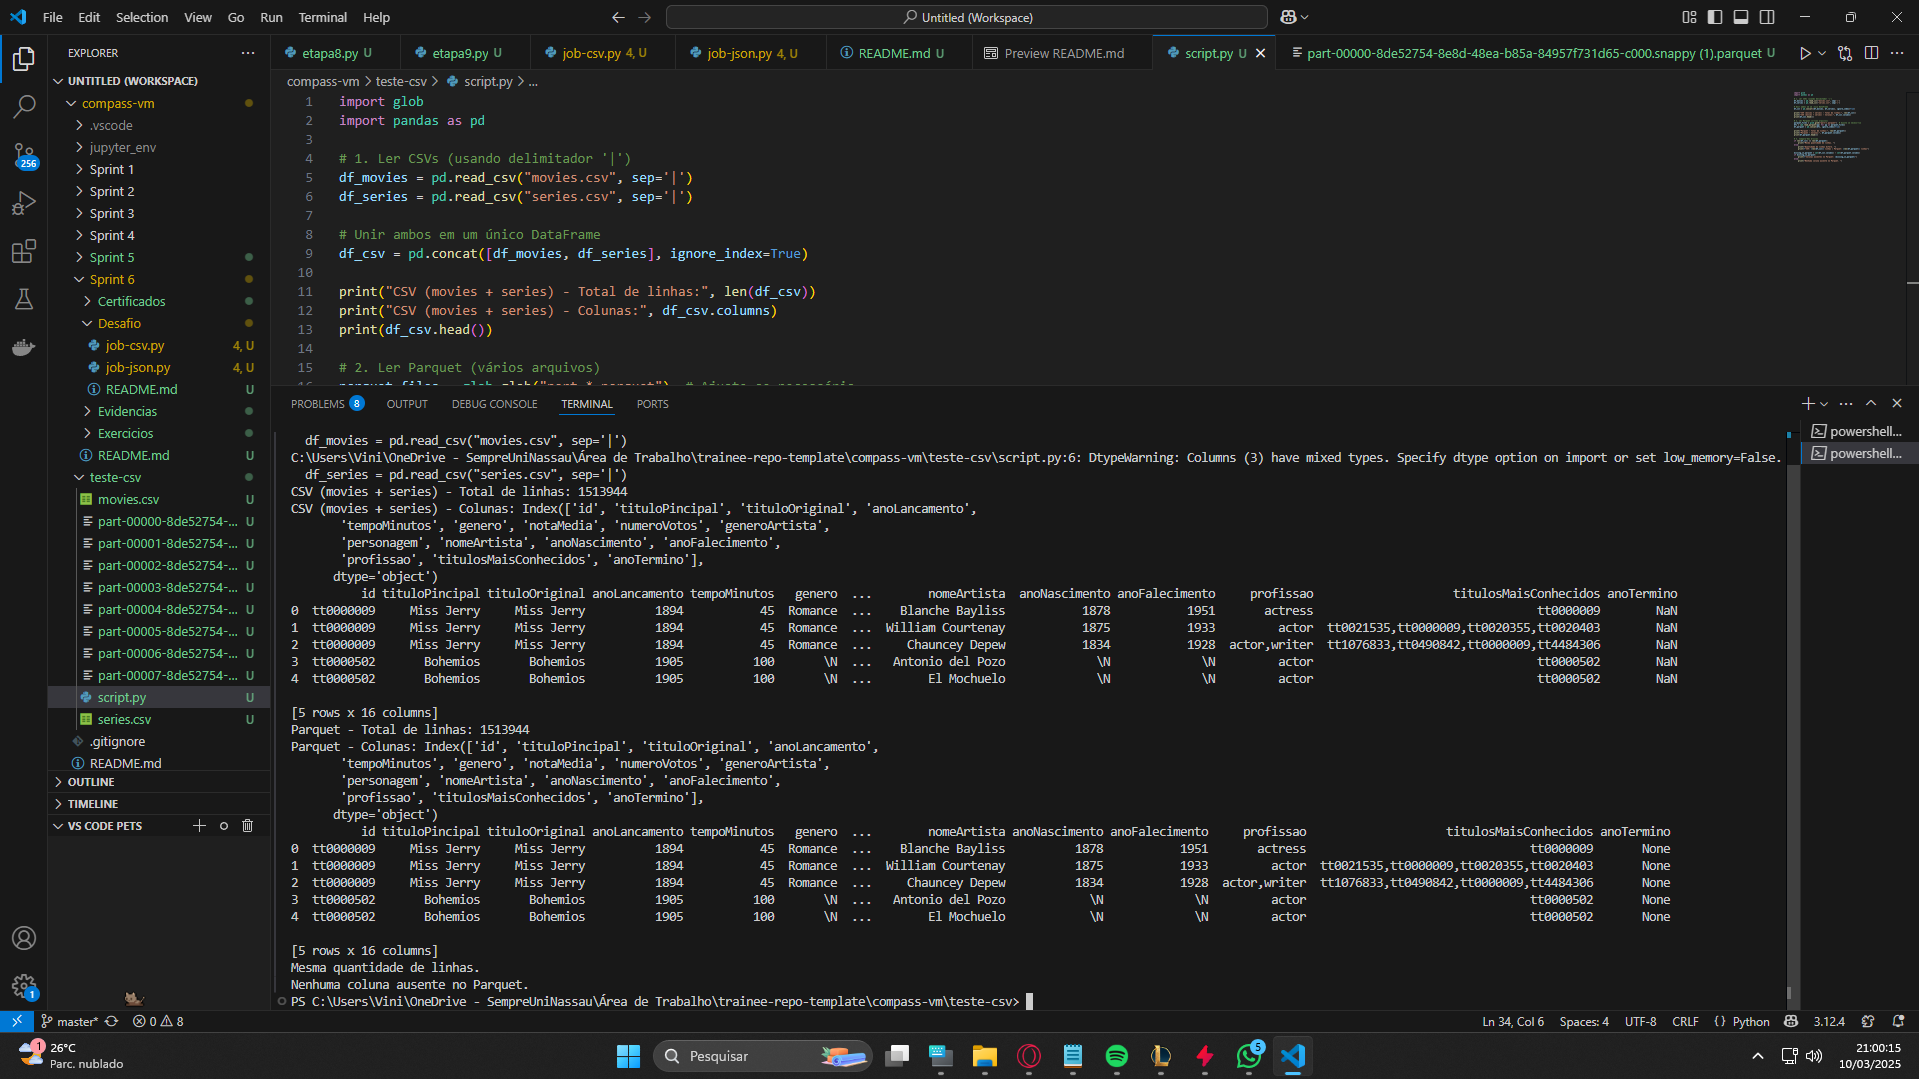 File Edit Selection View Go Run Terminal Help
Untitled (Workspace)
EXPLORER
UNTITLED (WORKSPACE)
compass-vm
.vscode
jupyter_env
Sprint 1
Sprint 2
Sprint 3
Sprint 4
Sprint 5
Sprint 6
Certificados
Desafio
job-csv.py 4, U
job-json.py 4, U
README.md U
Evidencias
Exercicios
README.md U
teste-csv
movies.csv U
part-00000-8de52754-... U
part-00001-8de52754-... U
part-00002-8de52754-... U
part-00003-8de52754-... U
part-00004-8de52754-... U
part-00005-8de52754-... U
part-00006-8de52754-... U
part-00007-8de52754-... U
script.py U
series.csv U
.gitignore
README.md
OUTLINE
TIMELINE
VS CODE PETS
256
1
etapa8.py U etapa9.py U job-csv.py 4, U job-json.py 4, U README.md U Preview README.md script.py U part-00000-8de52754-8e8d-48ea-b85a-84957f731d65-c000.snappy (1).parquet U
compass-vm > teste-csv > script.py > ...
1 import glob
2 import pandas as pd
3
4 # 1. Ler CSVs (usando delimitador '|')
5 df_movies = pd.read_csv("movies.csv", sep='|')
6 df_series = pd.read_csv("series.csv", sep='|')
7
8 # Unir ambos em um único DataFrame
9 df_csv = pd.concat([df_movies, df_series], ignore_index=True)
10
11 print("CSV (movies + series) - Total de linhas:", len(df_csv))
12 print("CSV (movies + series) - Colunas:", df_csv.columns)
13 print(df_csv.head())
14
15 # 2. Ler Parquet (vários arquivos)
PROBLEMS 8 OUTPUT DEBUG CONSOLE TERMINAL PORTS
powershell...
powershell...
df_movies = pd.read_csv("movies.csv", sep='|')
C:\Users\Vini\OneDrive - SempreUniNassau\Área de Trabalho\trainee-repo-template\compass-vm\teste-csv\script.py:6: DtypeWarning: Columns (3) have mixed types. Specify dtype option on import or set low_memory=False.
df_series = pd.read_csv("series.csv", sep='|')
CSV (movies + series) - Total de linhas: 1513944
CSV (movies + series) - Colunas: Index(['id', 'tituloPincipal', 'tituloOriginal', 'anoLancamento',
'tempoMinutos', 'genero', 'notaMedia', 'numeroVotos', 'generoArtista',
'personagem', 'nomeArtista', 'anoNascimento', 'anoFalecimento',
'profissao', 'titulosMaisConhecidos', 'anoTermino'],
dtype='object')
id tituloPincipal tituloOriginal anoLancamento tempoMinutos genero ... nomeArtista anoNascimento anoFalecimento profissao titulosMaisConhecidos anoTermino
0 tt0000009 Miss Jerry Miss Jerry 1894 45 Romance ... Blanche Bayliss 1878 1951 actress tt0000009 NaN
1 tt0000009 Miss Jerry Miss Jerry 1894 45 Romance ... William Courtenay 1875 1933 actor tt0021535,tt0000009,tt0020355,tt0020403 NaN
2 tt0000009 Miss Jerry Miss Jerry 1894 45 Romance ... Chauncey Depew 1834 1928 actor,writer tt1076833,tt0490842,tt0000009,tt4484306 NaN
3 tt0000502 Bohemios Bohemios 1905 100 \N ... Antonio del Pozo \N \N actor tt0000502 NaN
4 tt0000502 Bohemios Bohemios 1905 100 \N ... El Mochuelo \N \N actor tt0000502 NaN
[5 rows x 16 columns]
Parquet - Total de linhas: 1513944
Parquet - Colunas: Index(['id', 'tituloPincipal', 'tituloOriginal', 'anoLancamento',
'tempoMinutos', 'genero', 'notaMedia', 'numeroVotos', 'generoArtista',
'personagem', 'nomeArtista', 'anoNascimento', 'anoFalecimento',
'profissao', 'titulosMaisConhecidos', 'anoTermino'],
dtype='object')
id tituloPincipal tituloOriginal anoLancamento tempoMinutos genero ... nomeArtista anoNascimento anoFalecimento profissao titulosMaisConhecidos anoTermino
0 tt0000009 Miss Jerry Miss Jerry 1894 45 Romance ... Blanche Bayliss 1878 1951 actress tt0000009 None
1 tt0000009 Miss Jerry Miss Jerry 1894 45 Romance ... William Courtenay 1875 1933 actor tt0021535,tt0000009,tt0020355,tt0020403 None
2 tt0000009 Miss Jerry Miss Jerry 1894 45 Romance ... Chauncey Depew 1834 1928 actor,writer tt1076833,tt0490842,tt0000009,tt4484306 None
3 tt0000502 Bohemios Bohemios 1905 100 \N ... Antonio del Pozo \N \N actor tt0000502 None
4 tt0000502 Bohemios Bohemios 1905 100 \N ... El Mochuelo \N \N actor tt0000502 None
[5 rows x 16 columns]
Mesma quantidade de linhas.
Nenhuma coluna ausente no Parquet.
PS C:\Users\Vini\OneDrive - SempreUniNassau\Área de Trabalho\trainee-repo-template\compass-vm\teste-csv>
master* 0 8 Ln 34, Col 6 Spaces: 4 UTF-8 CRLF Python 3.12.4
1
26°C
Parc. nublado
Pesquisar
5
21:00:15
10/03/2025